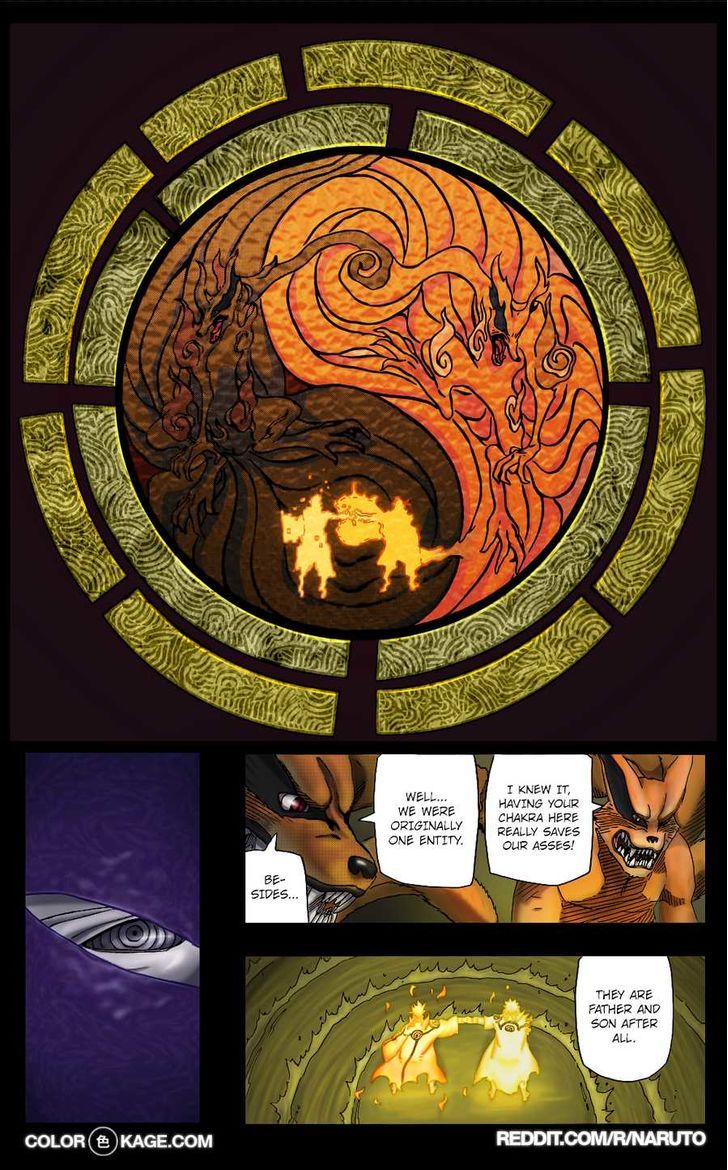 I KNEW IT,
HAVING YOUR
CHAKRA HERE
REALLY SAVES
OUR ASSES!
WELL...
WE WERE
ORIGINALLY
ONE ENTITY.
BE-
SIDES...
THEY ARE
FATHER AND
SON AFTER
ALL.
COLOR 色 KAGE.COM
REDDIT.COM/R/NARUTO